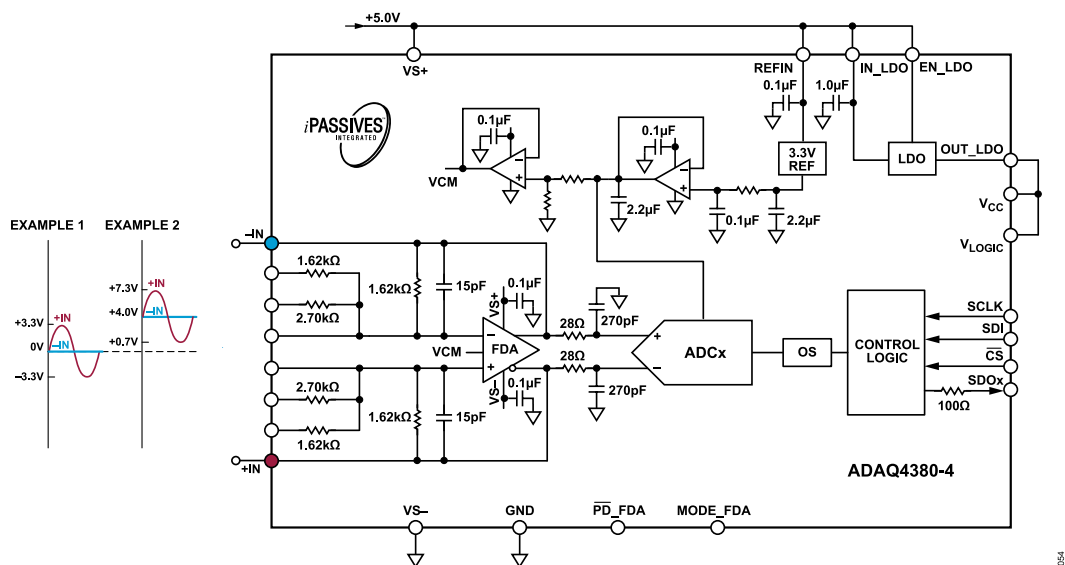 +5.0V
VS+
REFIN
IN_LDO
EN_LDO
0.1µF
1.0µF
iPASSIVES™
INTEGRATED
0.1µF
0.1µF
3.3V
REF
LDO
OUT_LDO
VCM
2.2µF
0.1µF
2.2µF
VCC
VLOGIC
EXAMPLE 1
EXAMPLE 2
+7.3V
+IN
+4.0V
–IN
+0.7V
+IN
+3.3V
–IN
0V
–3.3V
–IN
1.62kΩ
2.70kΩ
1.62kΩ
15pF
VS+
0.1µF
28Ω
270pF
VCM
FDA
28Ω
270pF
VS–
0.1µF
2.70kΩ
1.62kΩ
1.62kΩ
15pF
+IN
ADCx
OS
CONTROL
LOGIC
SCLK
SDI
CS
SDOx
100Ω
ADAQ4380-4
VS–
GND
PD_FDA
MODE_FDA
054